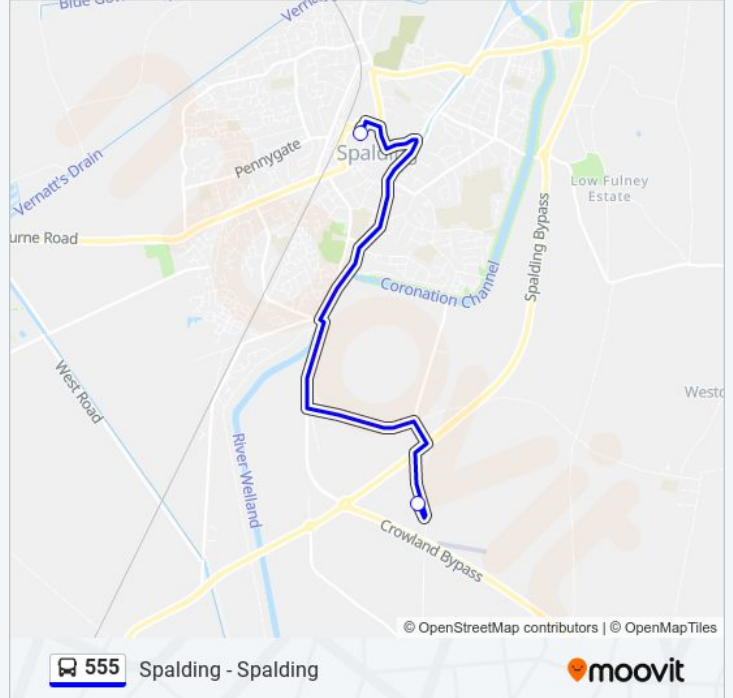 Vernatt's Drain
Pennygate
Spalding
Low Fulney
Estate
urne Road
Coronation Channel
Spalding Bypass
West Road
River Welland
Crowland Bypass
© OpenStreetMap contributors | © OpenMapTiles
555
Spalding - Spalding
moovit